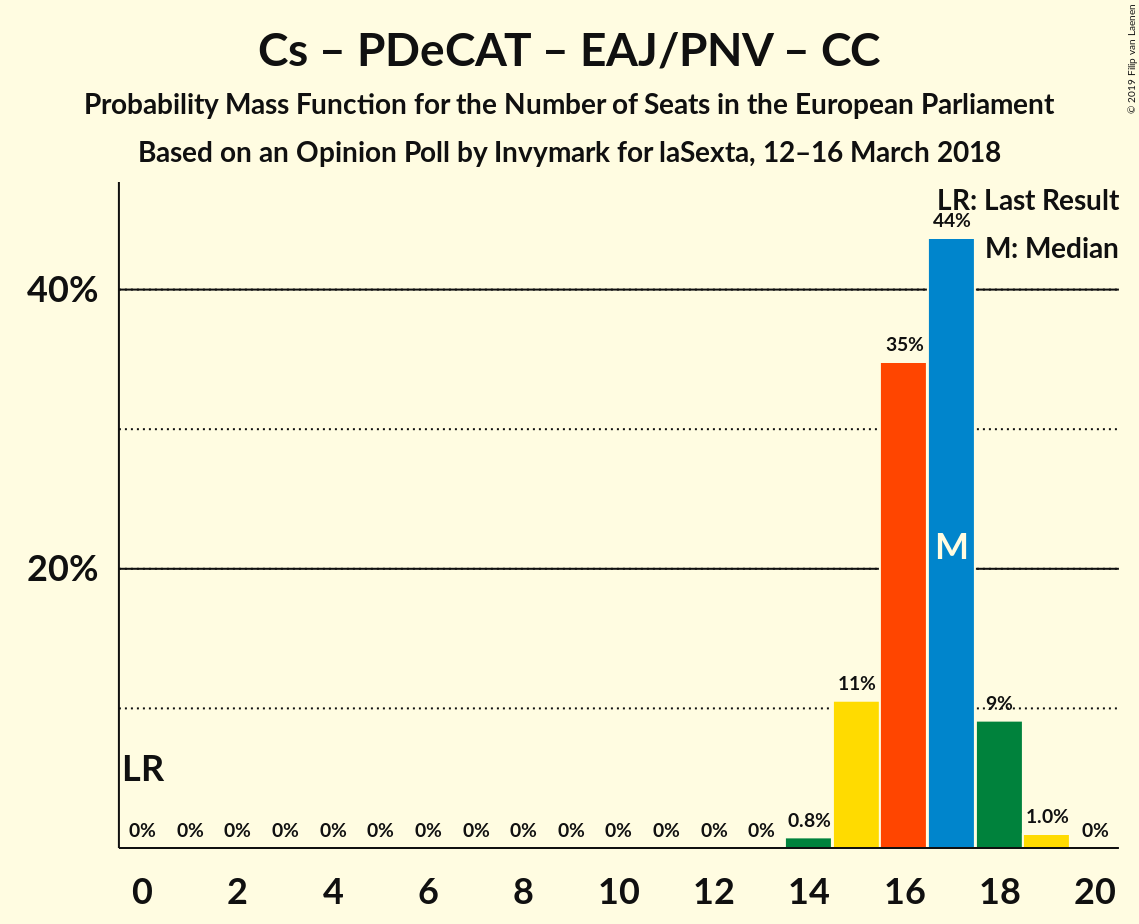 Cs – PDeCAT – EAJ/PNV – CC
Probability Mass Function for the Number of Seats in the European Parliament
Based on an Opinion Poll by Invymark for laSexta, 12–16 March 2018
© 2019 Filip van Laenen
LR: Last Result
M: Median
40%
20%
44%
35%
M
11%
9%
LR
0% 0% 0% 0% 0% 0% 0% 0% 0% 0% 0% 0% 0% 0% 0.8% 1.0% 0%
0 2 4 6 8 10 12 14 16 18 20